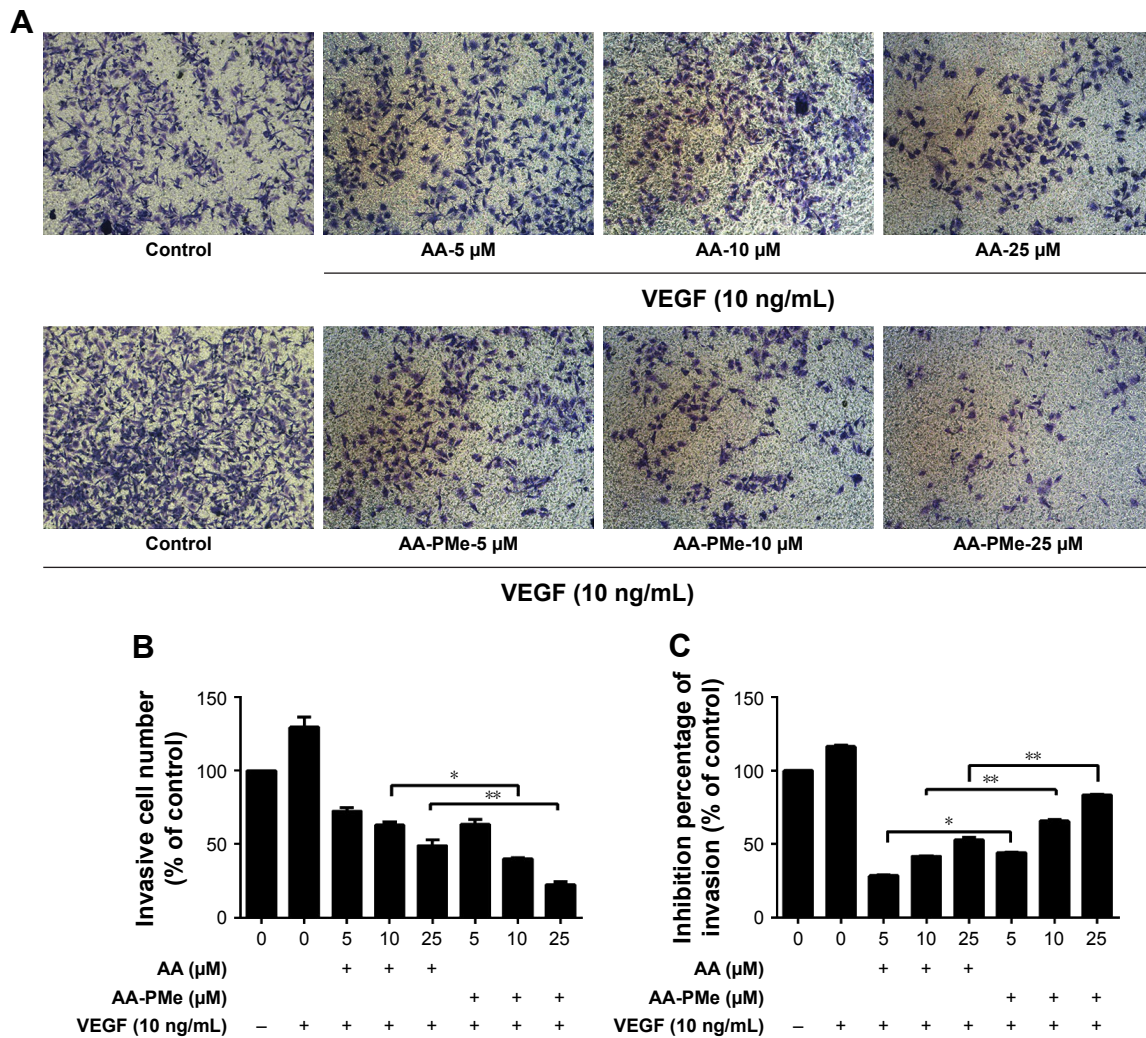 A
Control
AA-5 µM
AA-10 µM
AA-25 µM
VEGF (10 ng/mL)
Control
AA-PMe-5 µM
AA-PMe-10 µM
AA-PMe-25 µM
VEGF (10 ng/mL)
B
Invasive cell number
(% of control)
150
100
50
0
*
**
0 0 5 10 25 5 10 25
AA (µM) + + +
AA-PMe (µM) + + +
VEGF (10 ng/mL) – + + + + + + +
C
Inhibition percentage of
invasion (% of control)
150
100
50
0
**
**
*
0 0 5 10 25 5 10 25
AA (µM) + + +
AA-PMe (µM) + + +
VEGF (10 ng/mL) – + + + + + + +